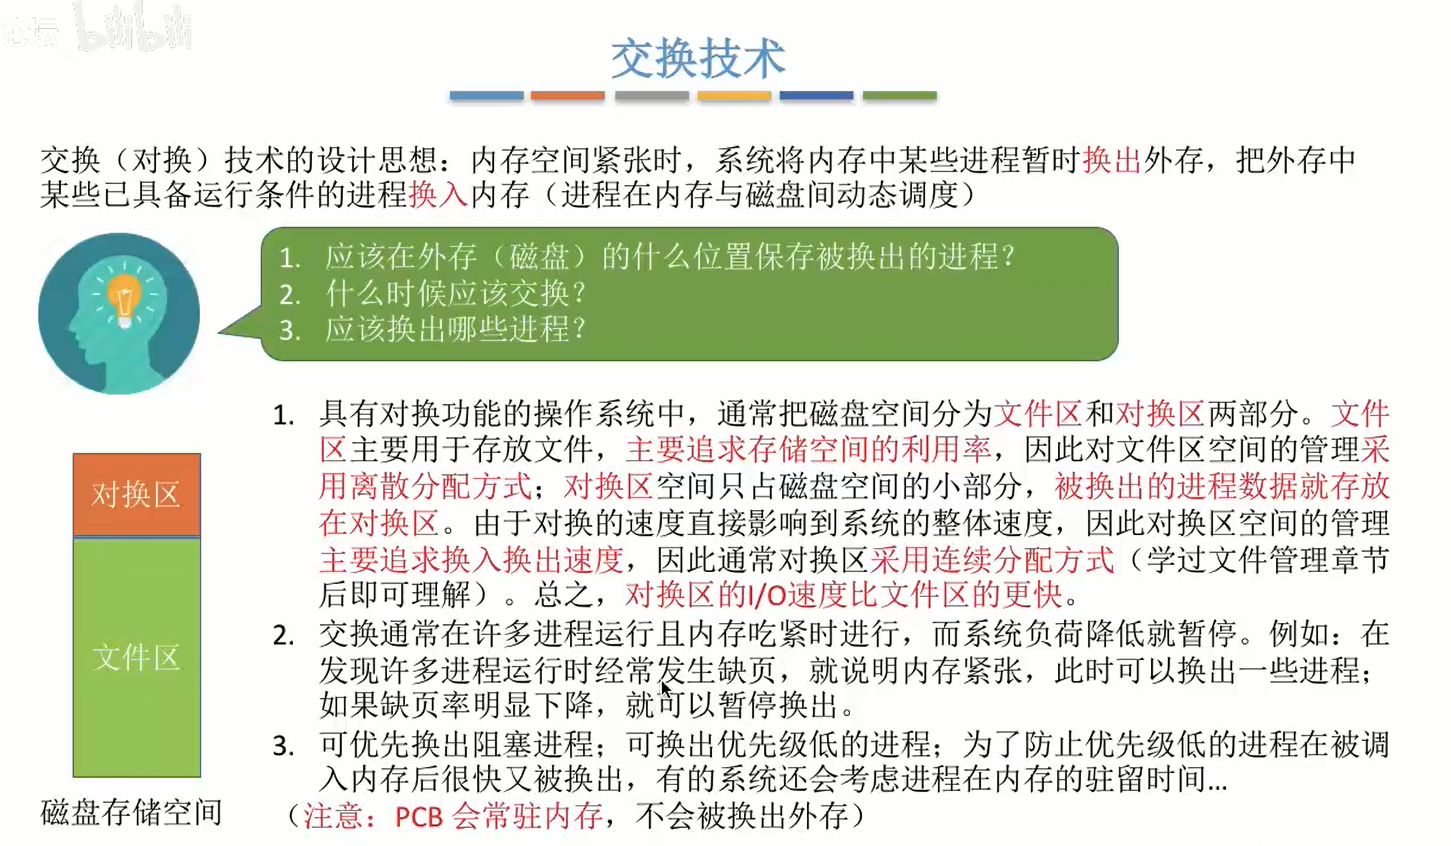 论坛 bilibili
交换技术
交换（对换）技术的设计思想：内存空间紧张时，系统将内存中某些进程暂时换出外存，把外存中
某些已具备运行条件的进程换入内存（进程在内存与磁盘间动态调度）
1. 应该在外存（磁盘）的什么位置保存被换出的进程？
2. 什么时候应该交换？
3. 应该换出哪些进程？
1. 具有对换功能的操作系统中，通常把磁盘空间分为文件区和对换区两部分。文件
区主要用于存放文件，主要追求存储空间的利用率，因此对文件区空间的管理采
用离散分配方式；对换区空间只占磁盘空间的小部分，被换出的进程数据就存放
在对换区。由于对换的速度直接影响到系统的整体速度，因此对换区空间的管理
主要追求换入换出速度，因此通常对换区采用连续分配方式（学过文件管理章节
后即可理解）。总之，对换区的I/O速度比文件区的更快。
2. 交换通常在许多进程运行且内存吃紧时进行，而系统负荷降低就暂停。例如：在
发现许多进程运行时经常发生缺页，就说明内存紧张，此时可以换出一些进程；
如果缺页率明显下降，就可以暂停换出。
3. 可优先换出阻塞进程；可换出优先级低的进程；为了防止优先级低的进程在被调
入内存后很快又被换出，有的系统还会考虑进程在内存的驻留时间…
（注意：PCB 会常驻内存，不会被换出外存）
对换区
文件区
磁盘存储空间